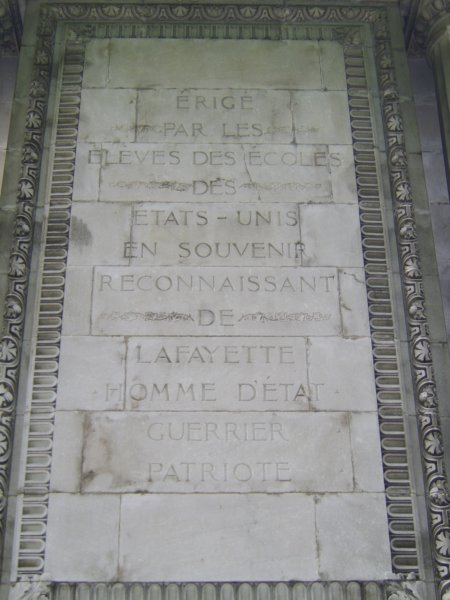 ÉRIGÉ
PAR LES
ÉLÈVES DES ÉCOLES
DES
ÉTATS-UNIS
EN SOUVENIR
RECONNAISSANT
DE
LAFAYETTE
HOMME D'ÉTAT
GUERRIER
PATRIOTE